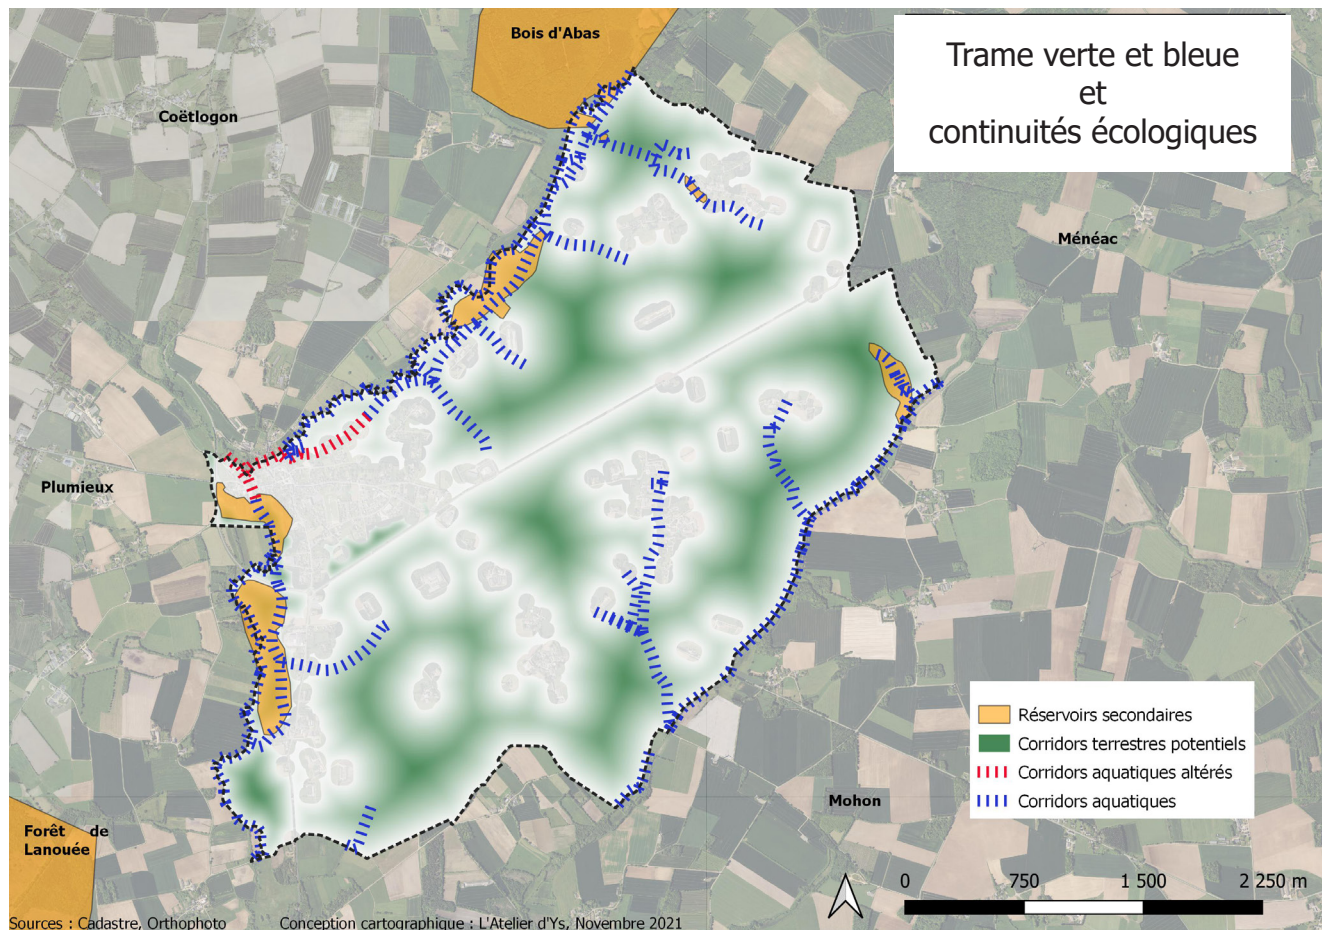 Trame verte et bleue
et
continuités écologiques
Bois d'Abas
Coëtlogon
Ménéac
Plumieux
Mohon
Forêt de
Lanouée
Réservoirs secondaires
Corridors terrestres potentiels
Corridors aquatiques altérés
Corridors aquatiques
0 750 1 500 2 250 m
Sources : Cadastre, Orthophoto Conception cartographique : L'Atelier d'Ys, Novembre 2021